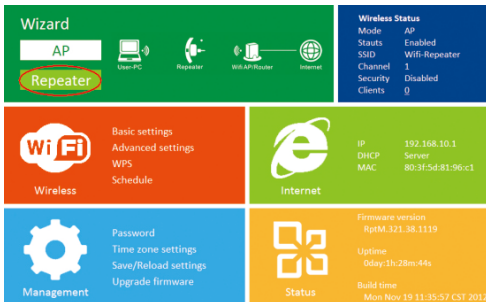 Wizard
AP
Repeater
User-PC
Repeater
WifiAP/Router
Internet
Wireless Status
Mode AP
Stauts Enabled
SSID Wifi-Repeater
Channel 1
Security Disabled
Clients 0
WiFi
Wireless
Basic settings
Advanced settings
WPS
Schedule
Internet
IP 192.168.10.1
DHCP Server
MAC 80:3f:5d:81:96:c1
Management
Password
Time zone settings
Save/Reload settings
Upgrade firmware
Status
Firmware version
RptM.321.38.1119
Uptime
0day:1h:28m:44s
Build time
Mon Nov 19 11:35:57 CST 2012